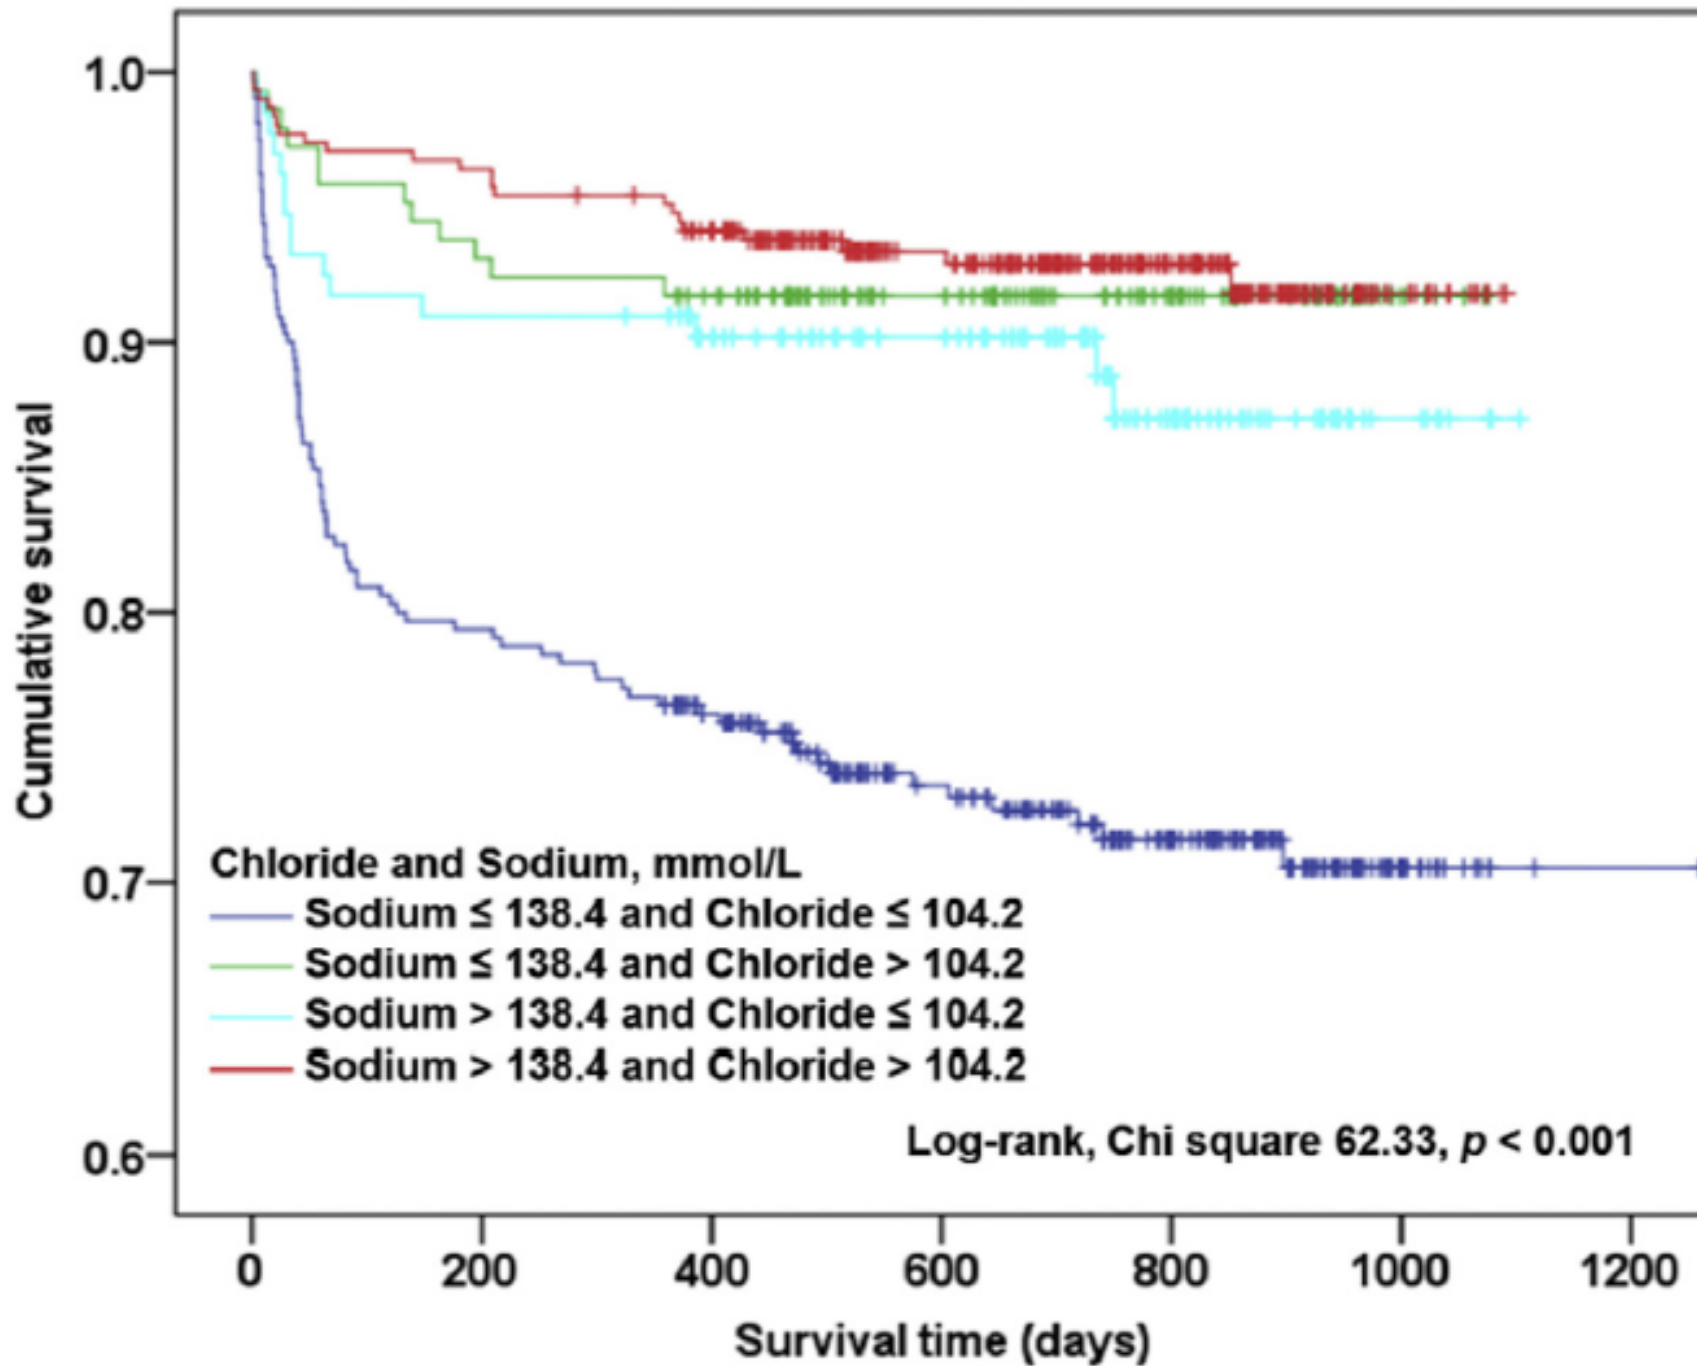 1.0
0.9
0.8
0.7
0.6
Cumulative survival
Chloride and Sodium, mmol/L
Sodium ≤ 138.4 and Chloride ≤ 104.2
Sodium ≤ 138.4 and Chloride > 104.2
Sodium > 138.4 and Chloride ≤ 104.2
Sodium > 138.4 and Chloride > 104.2
Log-rank, Chi square 62.33, p < 0.001
0 200 400 600 800 1000 1200
Survival time (days)